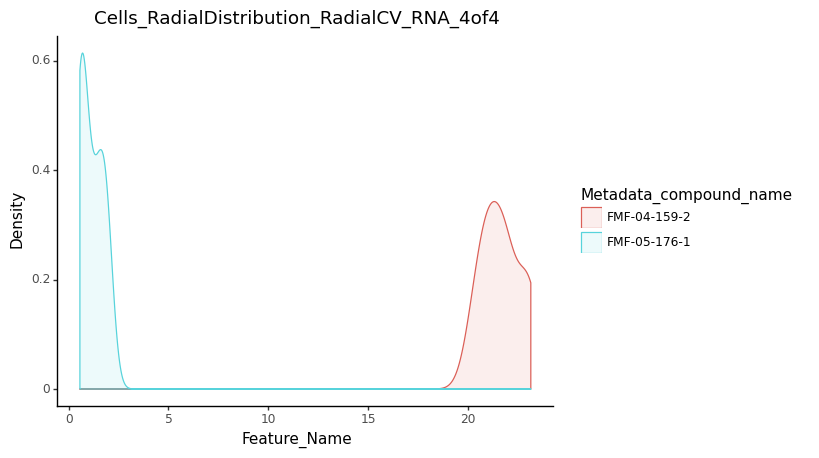 Cells_RadialDistribution_RadialCV_RNA_4of4
0.6
0.4
0.2
0
Density
0 5 10 15 20
Feature_Name
Metadata_compound_name
FMF-04-159-2
FMF-05-176-1